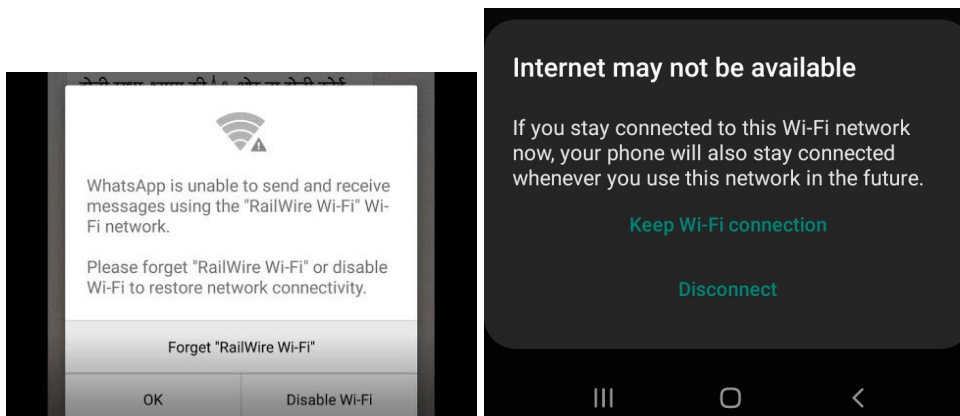 WhatsApp is unable to send and receive
messages using the "RailWire Wi-Fi" Wi-
Fi network.
Please forget "RailWire Wi-Fi" or disable
Wi-Fi to restore network connectivity.
Forget "RailWire Wi-Fi"
OK
Disable Wi-Fi
Internet may not be available
If you stay connected to this Wi-Fi network
now, your phone will also stay connected
whenever you use this network in the future.
Keep Wi-Fi connection
Disconnect